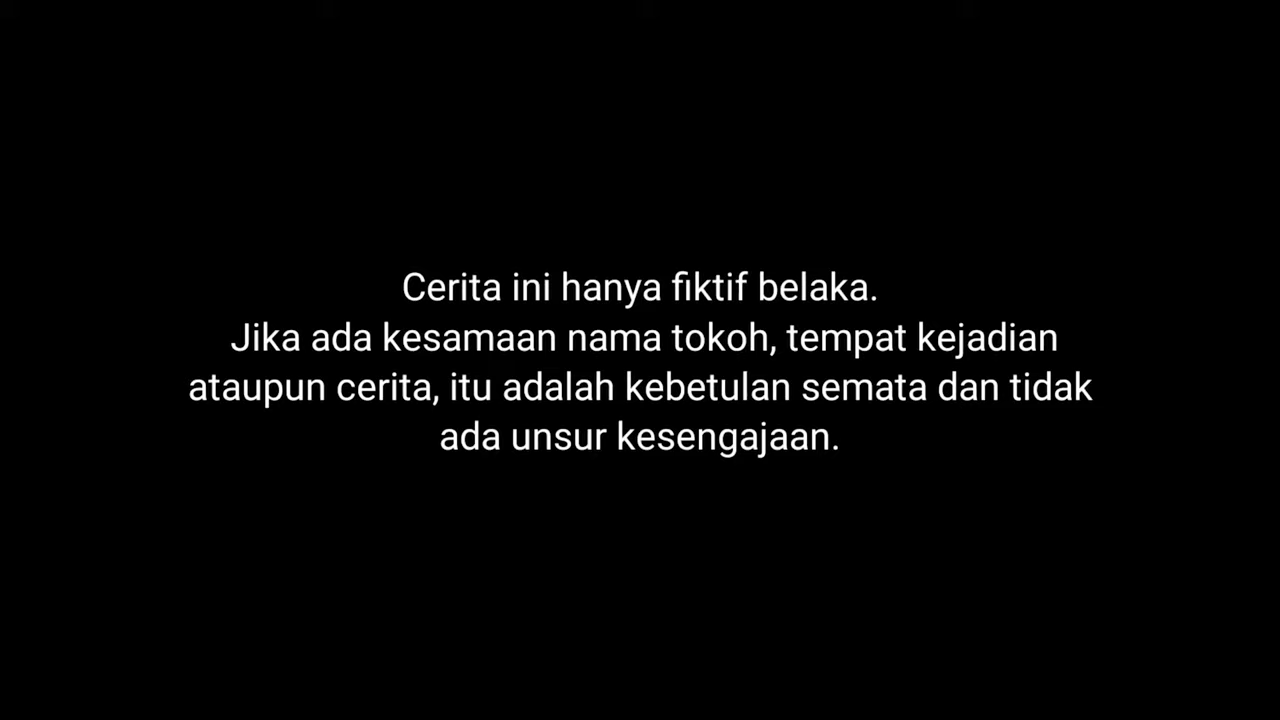 Cerita ini hanya fiktif belaka.
Jika ada kesamaan nama tokoh, tempat kejadian
ataupun cerita, itu adalah kebetulan semata dan tidak
ada unsur kesengajaan.